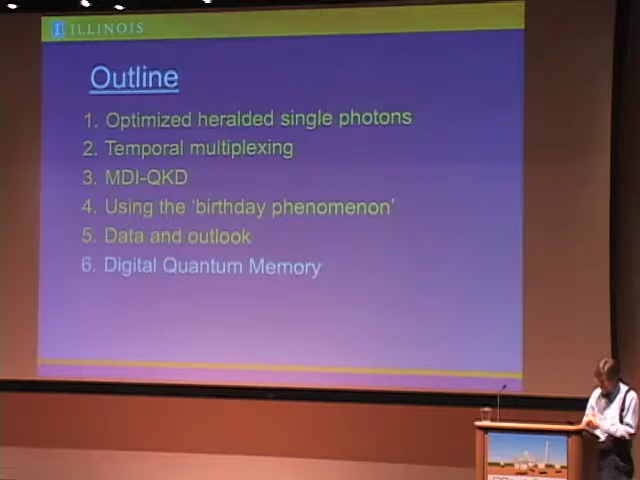 I ILLINOIS
Outline
1. Optimized heralded single photons
2. Temporal multiplexing
3. MDI-QKD
4. Using the ‘birthday phenomenon’
5. Data and outlook
6. Digital Quantum Memory